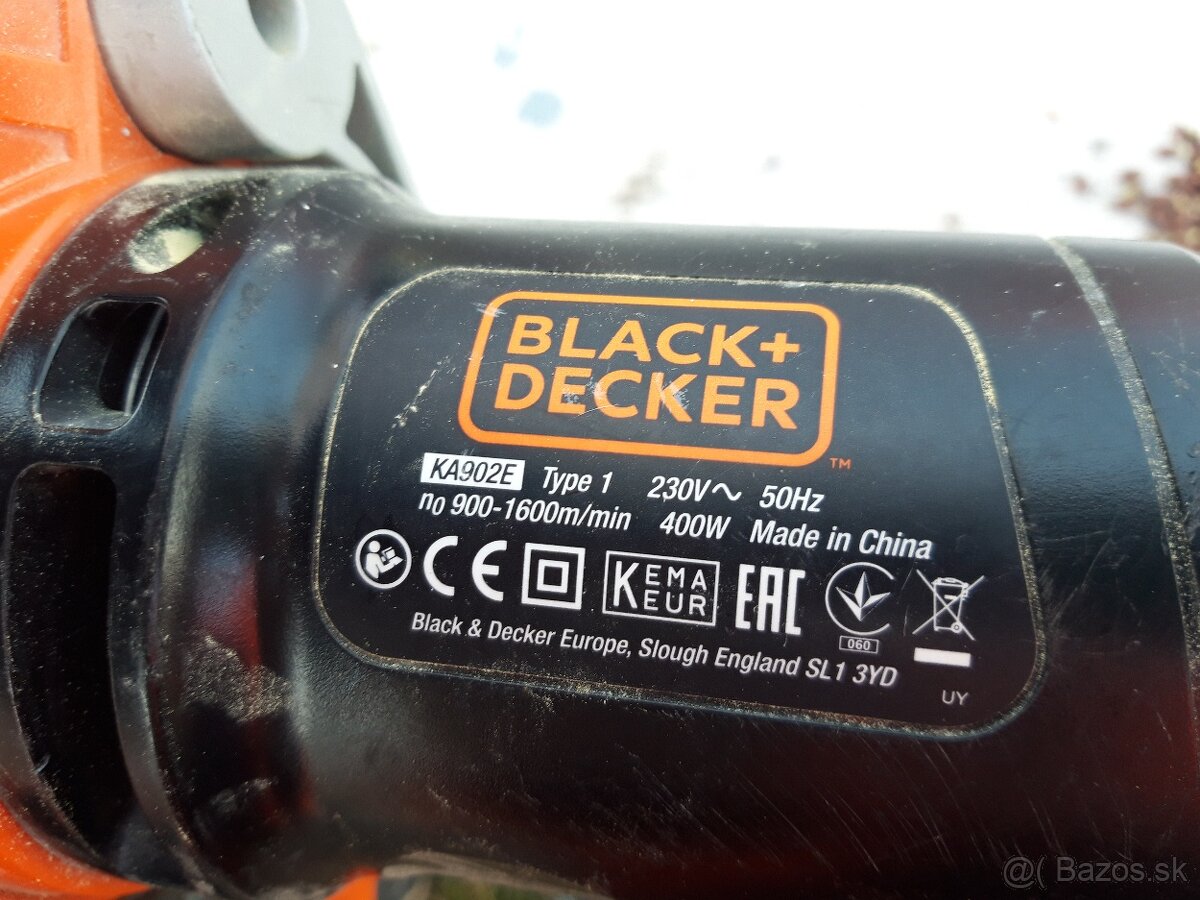 BLACK+
DECKER
TM
KA902E Type 1 230V~ 50Hz
n0 900-1600m/min 400W Made in China
CE KEMA EUR EAC
060
Black & Decker Europe, Slough England SL1 3YD
UY
@( Bazos.sk